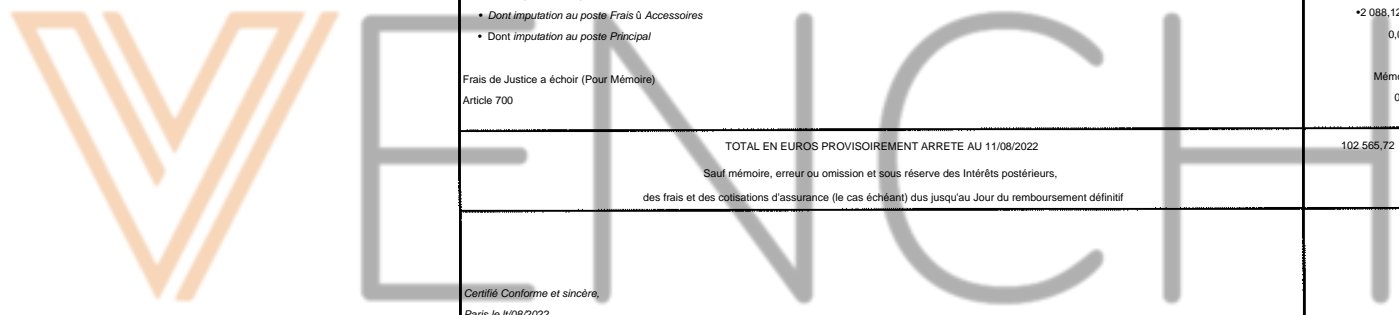 • Dont imputation au poste Frais û Accessoires •2 088,12
• Dont imputation au poste Principal 0,0
Frais de Justice a échoir (Pour Mémoire) Mémo
Article 700 0
TOTAL EN EUROS PROVISOIREMENT ARRETE AU 11/08/2022 102 565,72
Sauf mémoire, erreur ou omission et sous réserve des Intérêts postérieurs,
des frais et des cotisations d'assurance (le cas échéant) dus jusqu'au Jour du remboursement définitif
Certifié Conforme et sincère,
Paris le lt/08/2022
VENCH